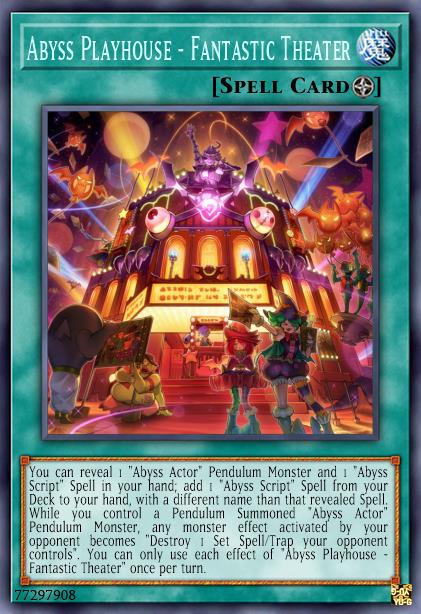 Abyss Playhouse - Fantastic Theater
魔
[Spell Card]
You can reveal 1 "Abyss Actor" Pendulum Monster and 1 "Abyss
Script" Spell in your hand; add 1 "Abyss Script" Spell from your
Deck to your hand, with a different name than that revealed Spell.
While you control a Pendulum Summoned "Abyss Actor"
Pendulum Monster, any monster effect activated by your
opponent becomes "Destroy 1 Set Spell/Trap your opponent
controls". You can only use each effect of "Abyss Playhouse -
Fantastic Theater" once per turn.
77297908